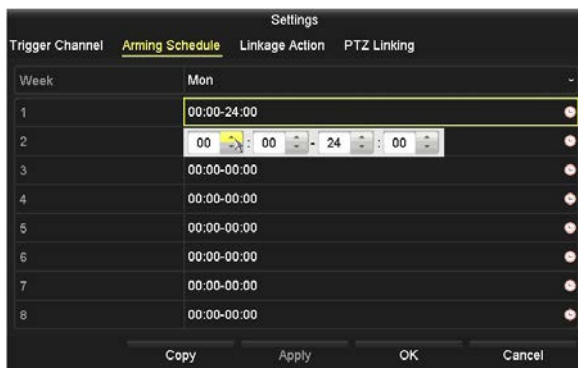 Settings
Trigger Channel Arming Schedule Linkage Action PTZ Linking
Week Mon
1 00:00-24:00
2 00 : 00 - 24 : 00
3 00:00-00:00
4 00:00-00:00
5 00:00-00:00
6 00:00-00:00
7 00:00-00:00
8 00:00-00:00
Copy Apply OK Cancel